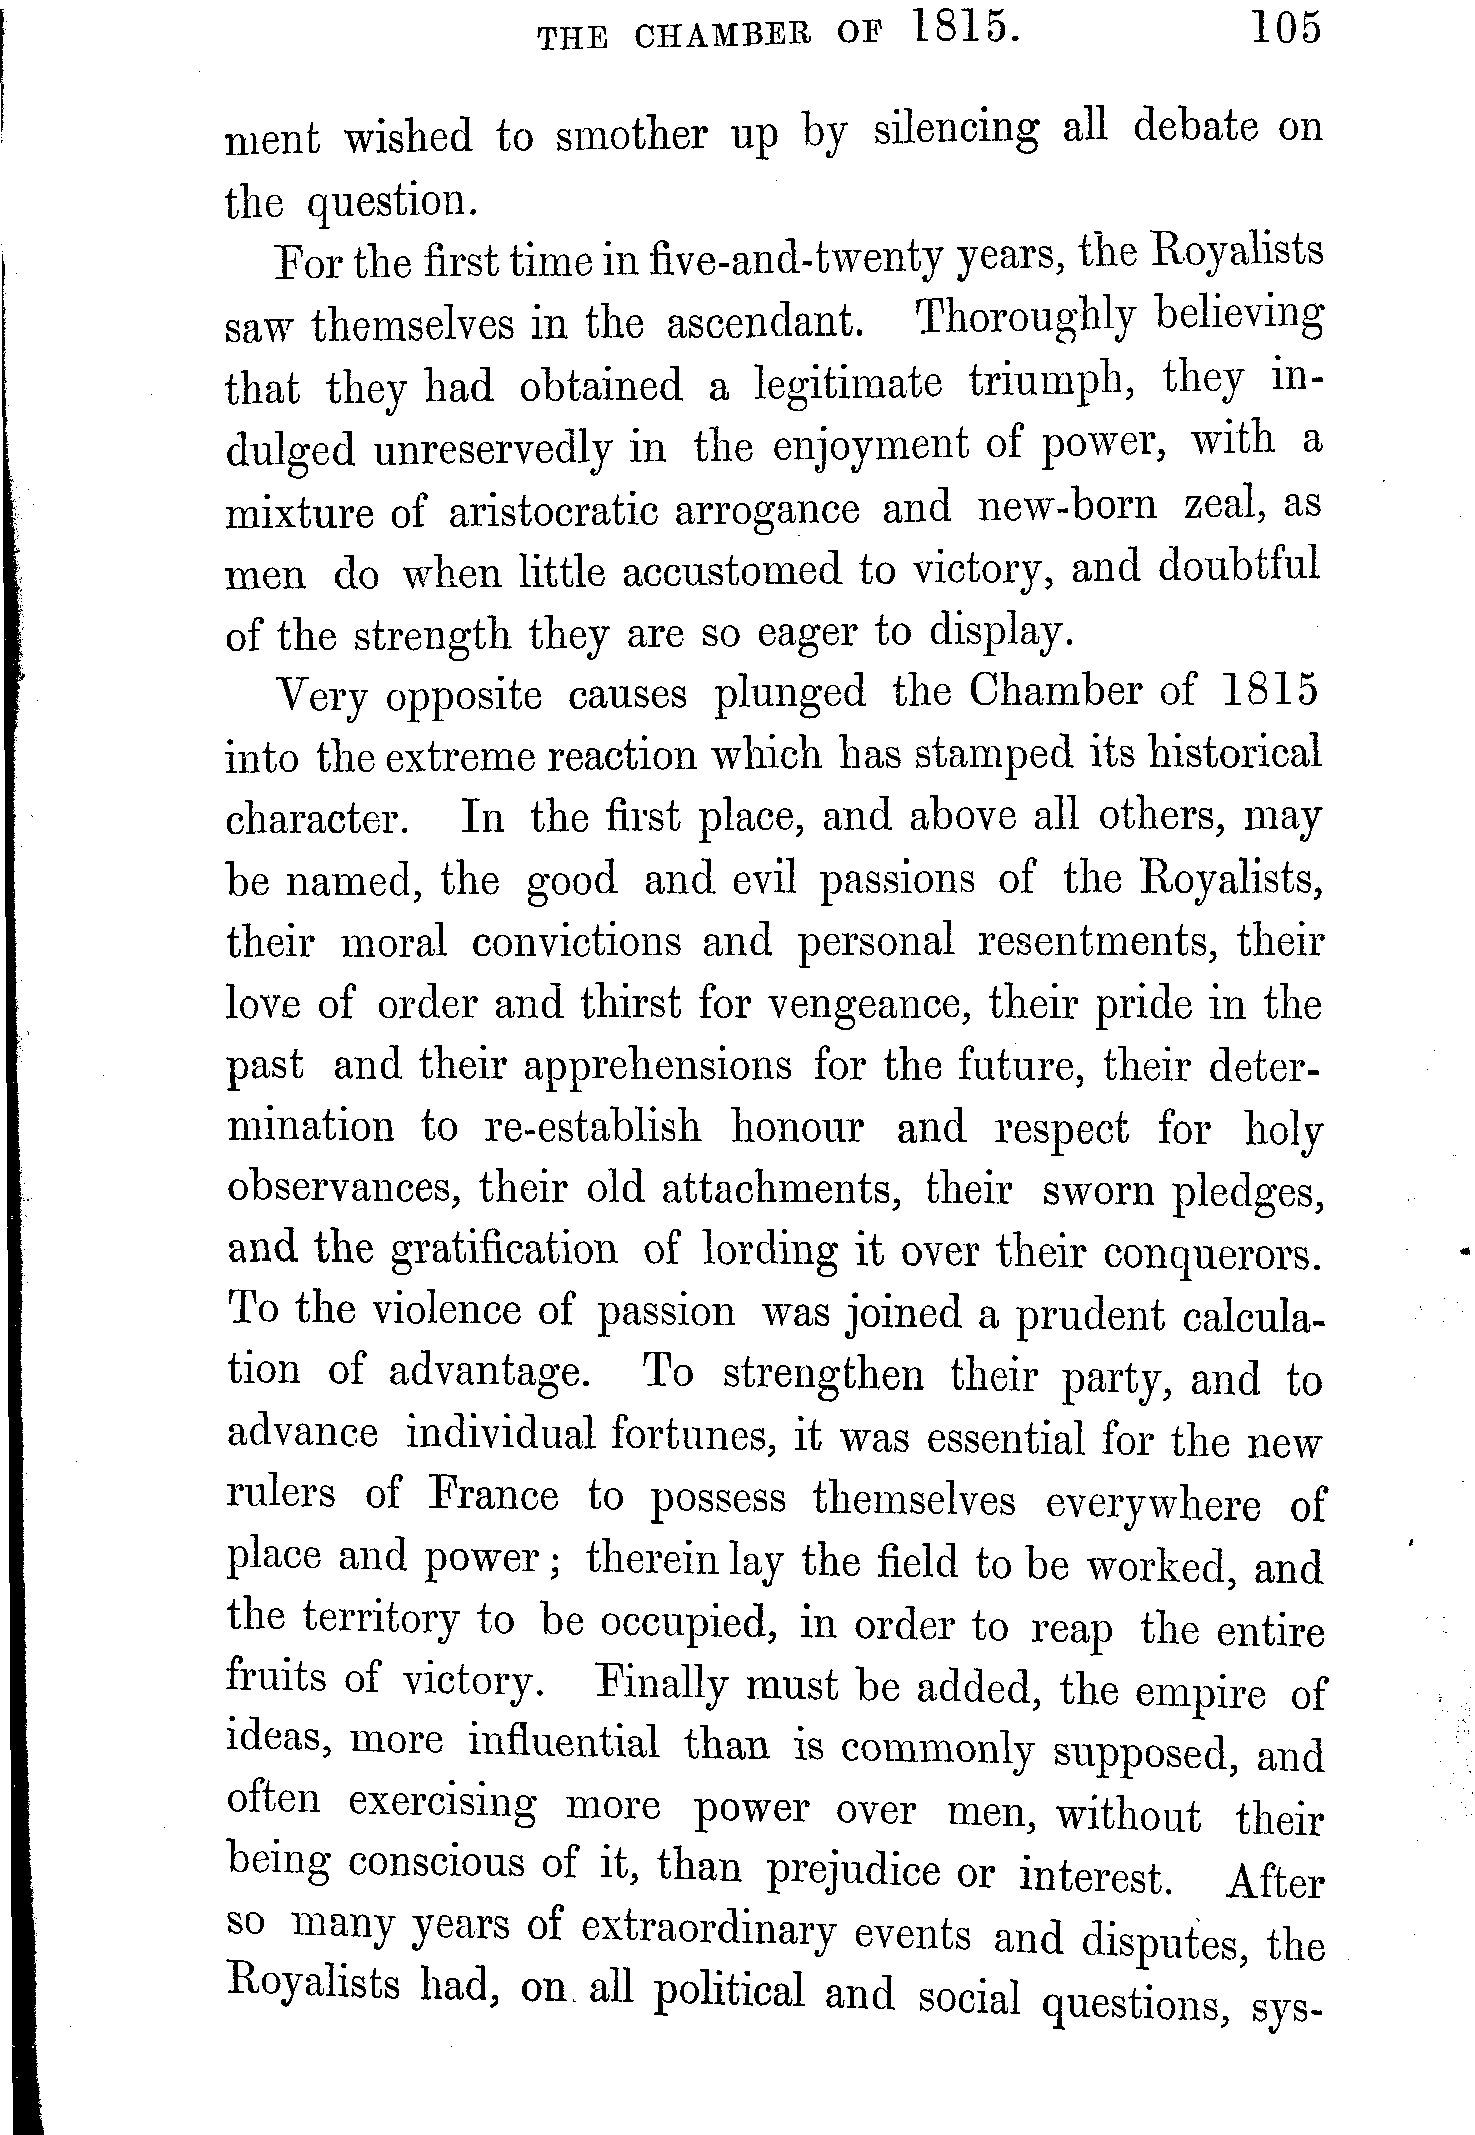 THE CHAMBER OF 1815. 105
ment wished to smother up by silencing all debate on
the question.
For the first time in five-and-twenty years, the Royalists
saw themselves in the ascendant. Thoroughly believing
that they had obtained a legitimate triumph, they in-
dulged unreservedly in the enjoyment of power, with a
mixture of aristocratic arrogance and new-born zeal, as
men do when little accustomed to victory, and doubtful
of the strength they are so eager to display.
Very opposite causes plunged the Chamber of 1815
into the extreme reaction which has stamped its historical
character. In the first place, and above all others, may
be named, the good and evil passions of the Royalists,
their moral convictions and personal resentments, their
love of order and thirst for vengeance, their pride in the
past and their apprehensions for the future, their deter-
mination to re-establish honour and respect for holy
observances, their old attachments, their sworn pledges,
and the gratification of lording it over their conquerors.
To the violence of passion was joined a prudent calcula-
tion of advantage. To strengthen their party, and to
advance individual fortunes, it was essential for the new
rulers of France to possess themselves everywhere of
place and power; therein lay the field to be worked, and
the territory to be occupied, in order to reap the entire
fruits of victory. Finally must be added, the empire of
ideas, more influential than is commonly supposed, and
often exercising more power over men, without their
being conscious of it, than prejudice or interest. After
so many years of extraordinary events and disputes, the
Royalists had, on all political and social questions, sys-